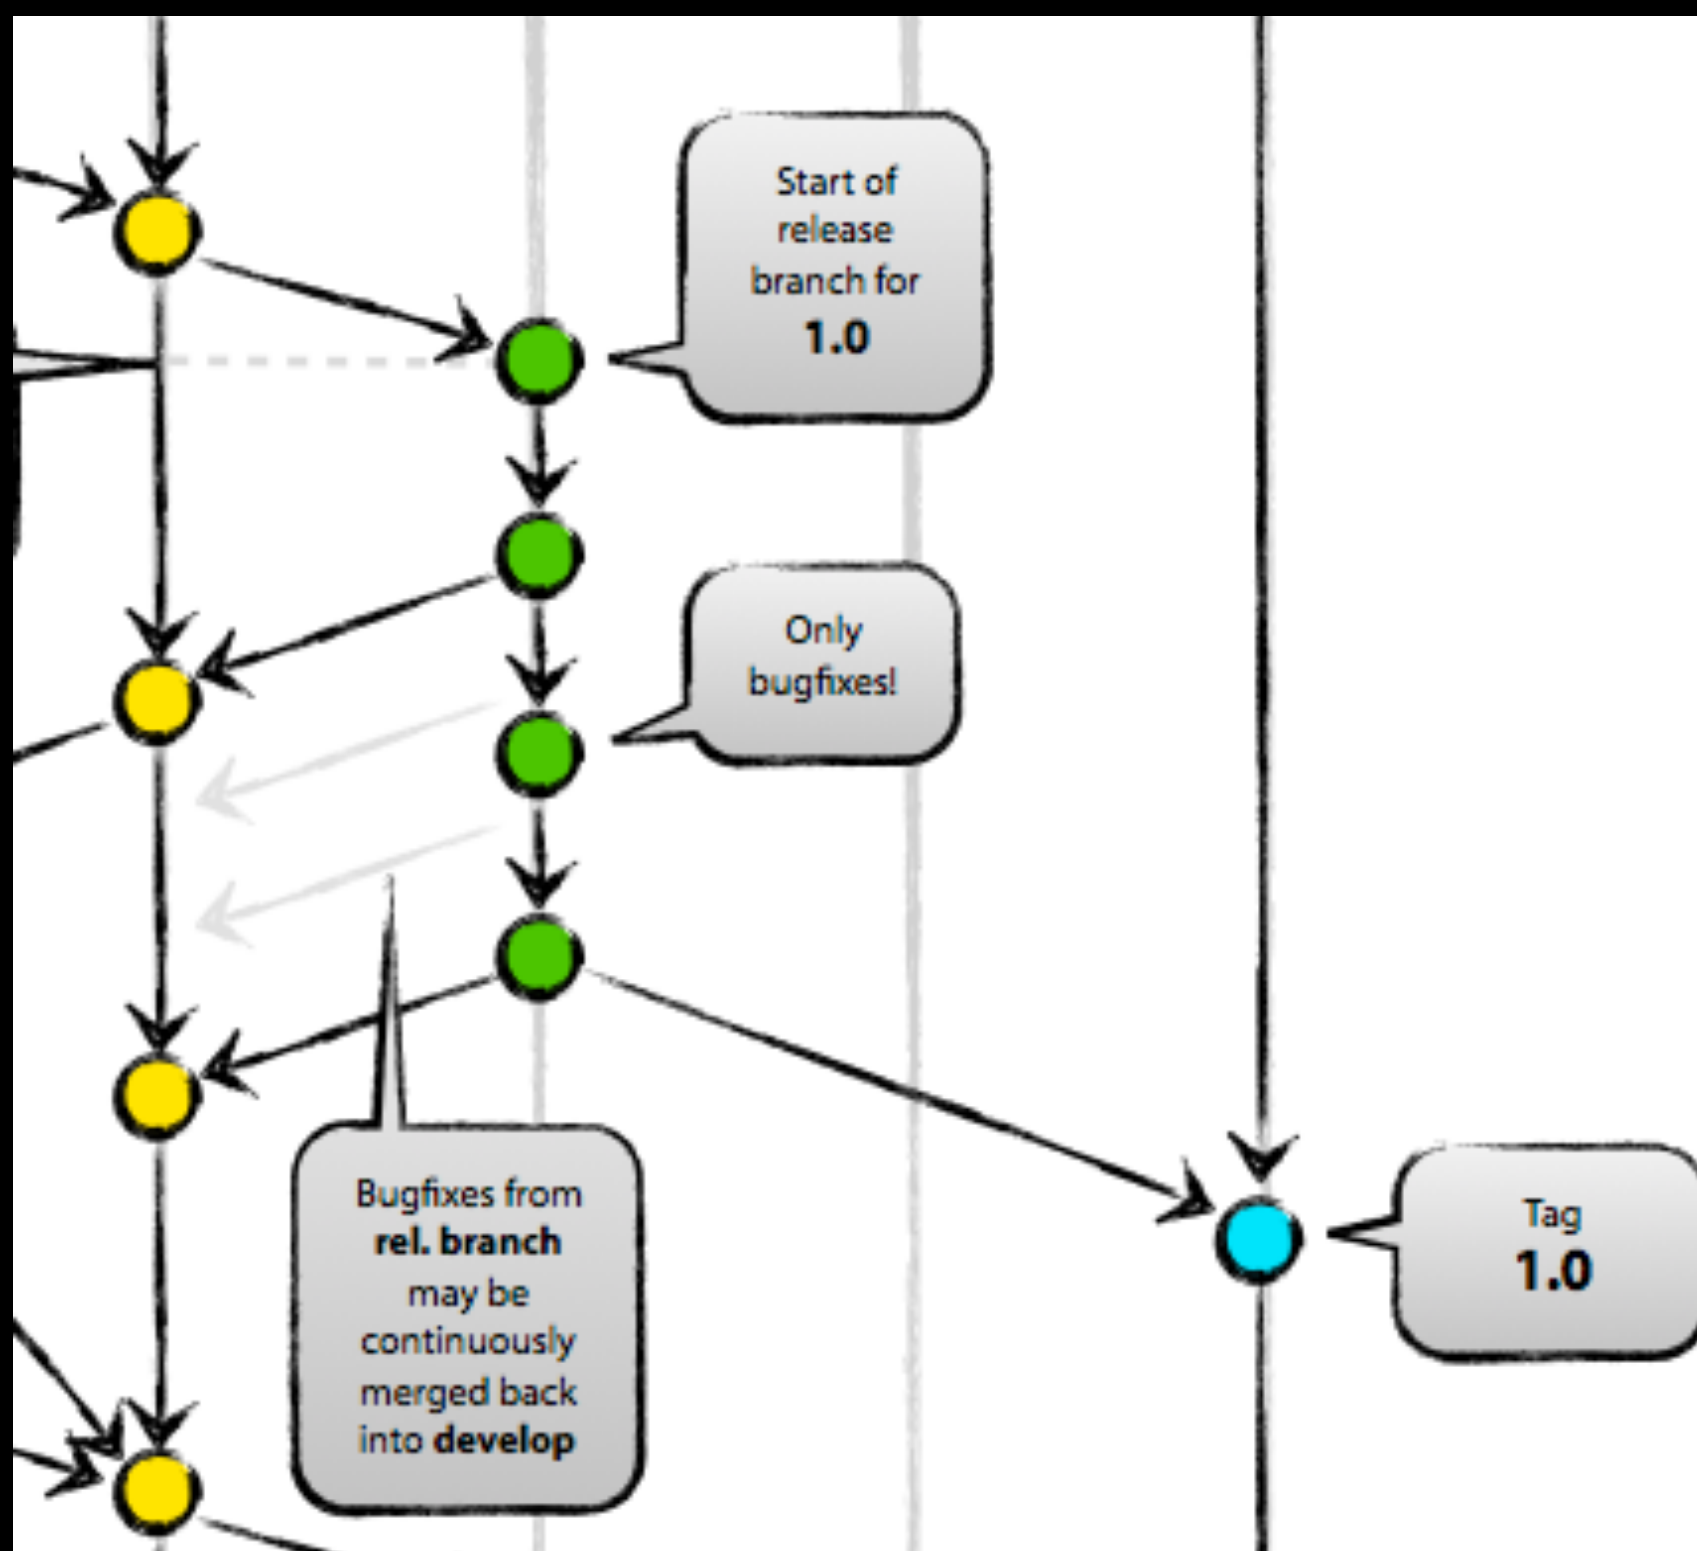 Start of
release
branch for
1.0
Only
bugfixes!
Bugfixes from
rel. branch
may be
continuously
merged back
into develop
Tag
1.0